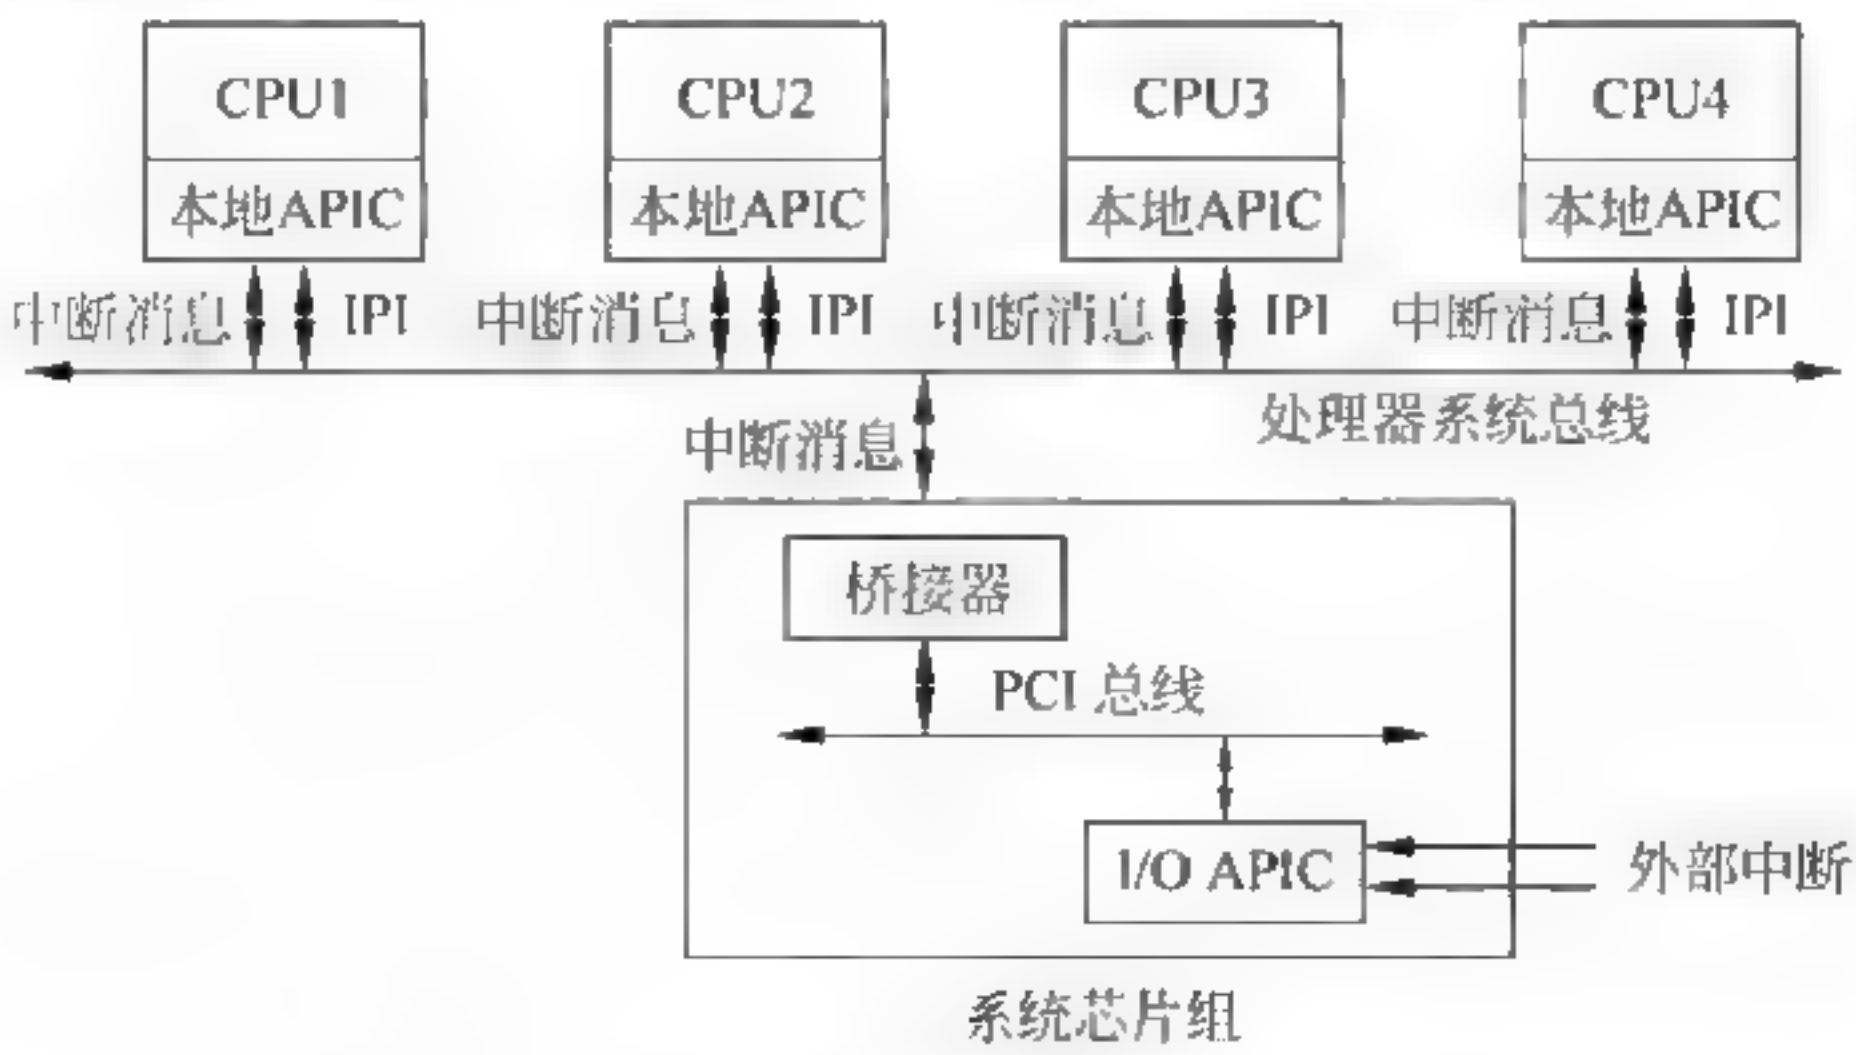 CPU1
CPU2
CPU3
CPU4
本地APIC
本地APIC
本地APIC
本地APIC
中断消息
IPI
中断消息
IPI
中断消息
IPI
中断消息
IPI
处理器系统总线
中断消息
桥接器
PCI 总线
I/O APIC
外部中断
系统芯片组